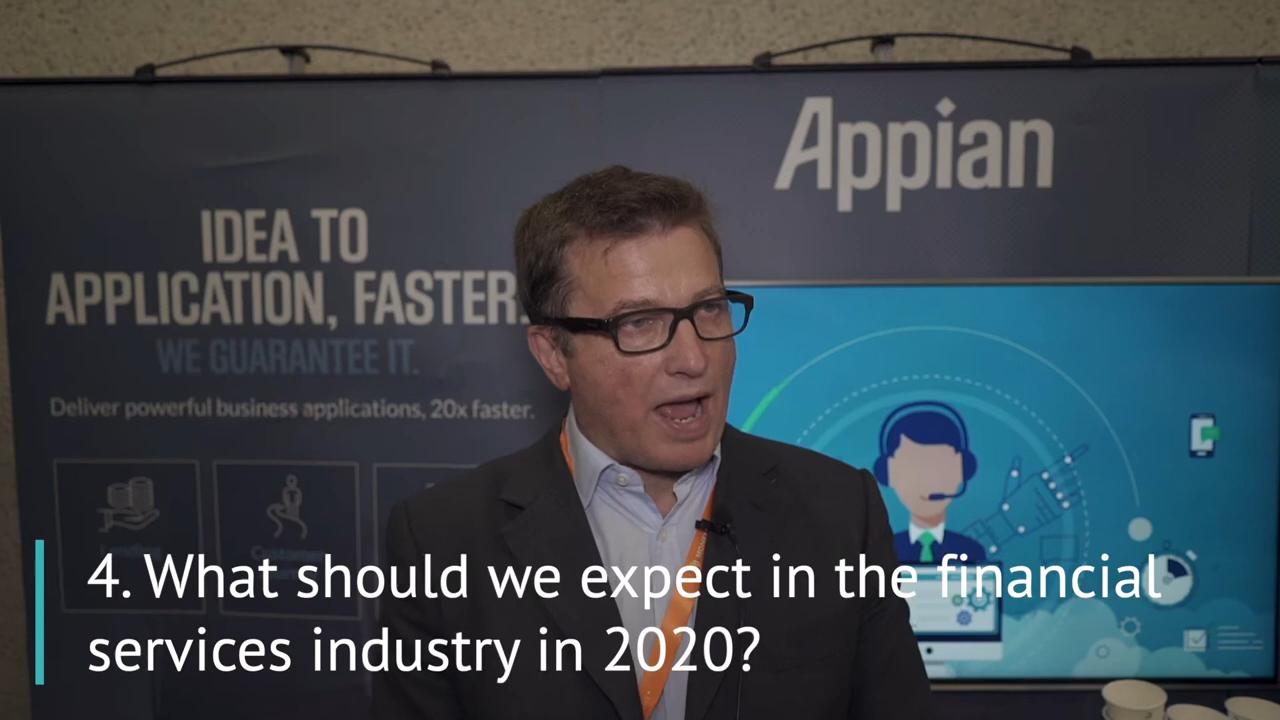 Appian
IDEA TO
APPLICATION, FASTER.
WE GUARANTEE IT.
Deliver powerful business applications, 20x faster.
4. What should we expect in the financial
services industry in 2020?